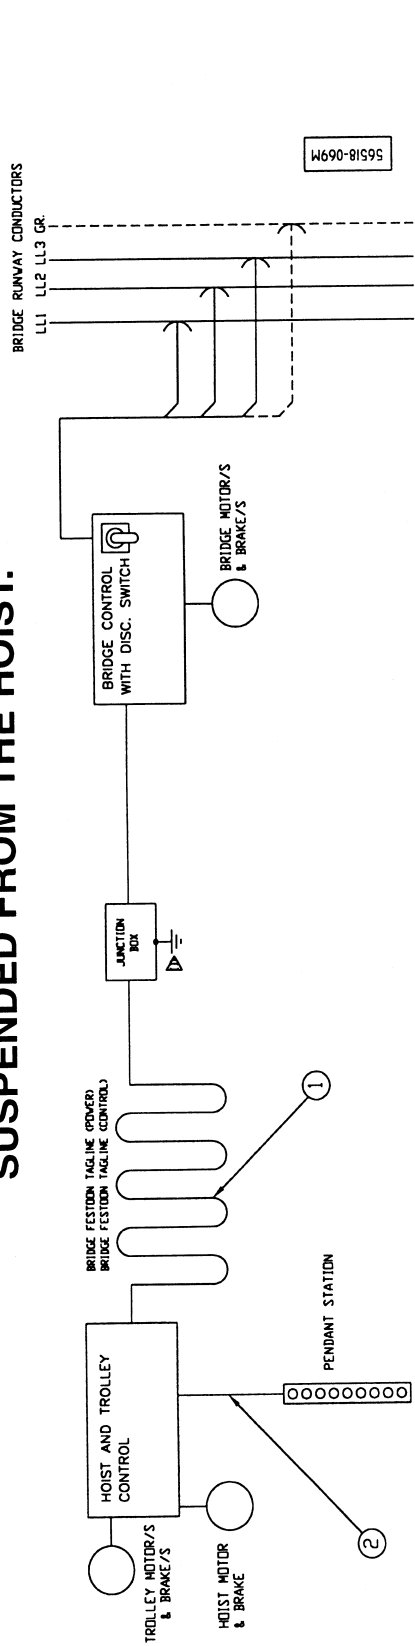 SUSPENDED FROM THE HOIST.
BRIDGE RUNWAY CONDUCTORS
LL1 LL2 LL3 GR.
56518-069M
BRIDGE CONTROL
WITH DISC. SWITCH
BRIDGE MOTOR/S
& BRAKE/S
JUNCTION
BOX
BRIDGE FESTOON TAGLINE (POWER)
BRIDGE FESTOON TAGLINE (CONTROL)
1
HOIST AND TROLLEY
CONTROL
PENDANT STATION
2
TROLLEY MOTOR/S
& BRAKE/S
HOIST MOTOR
& BRAKE